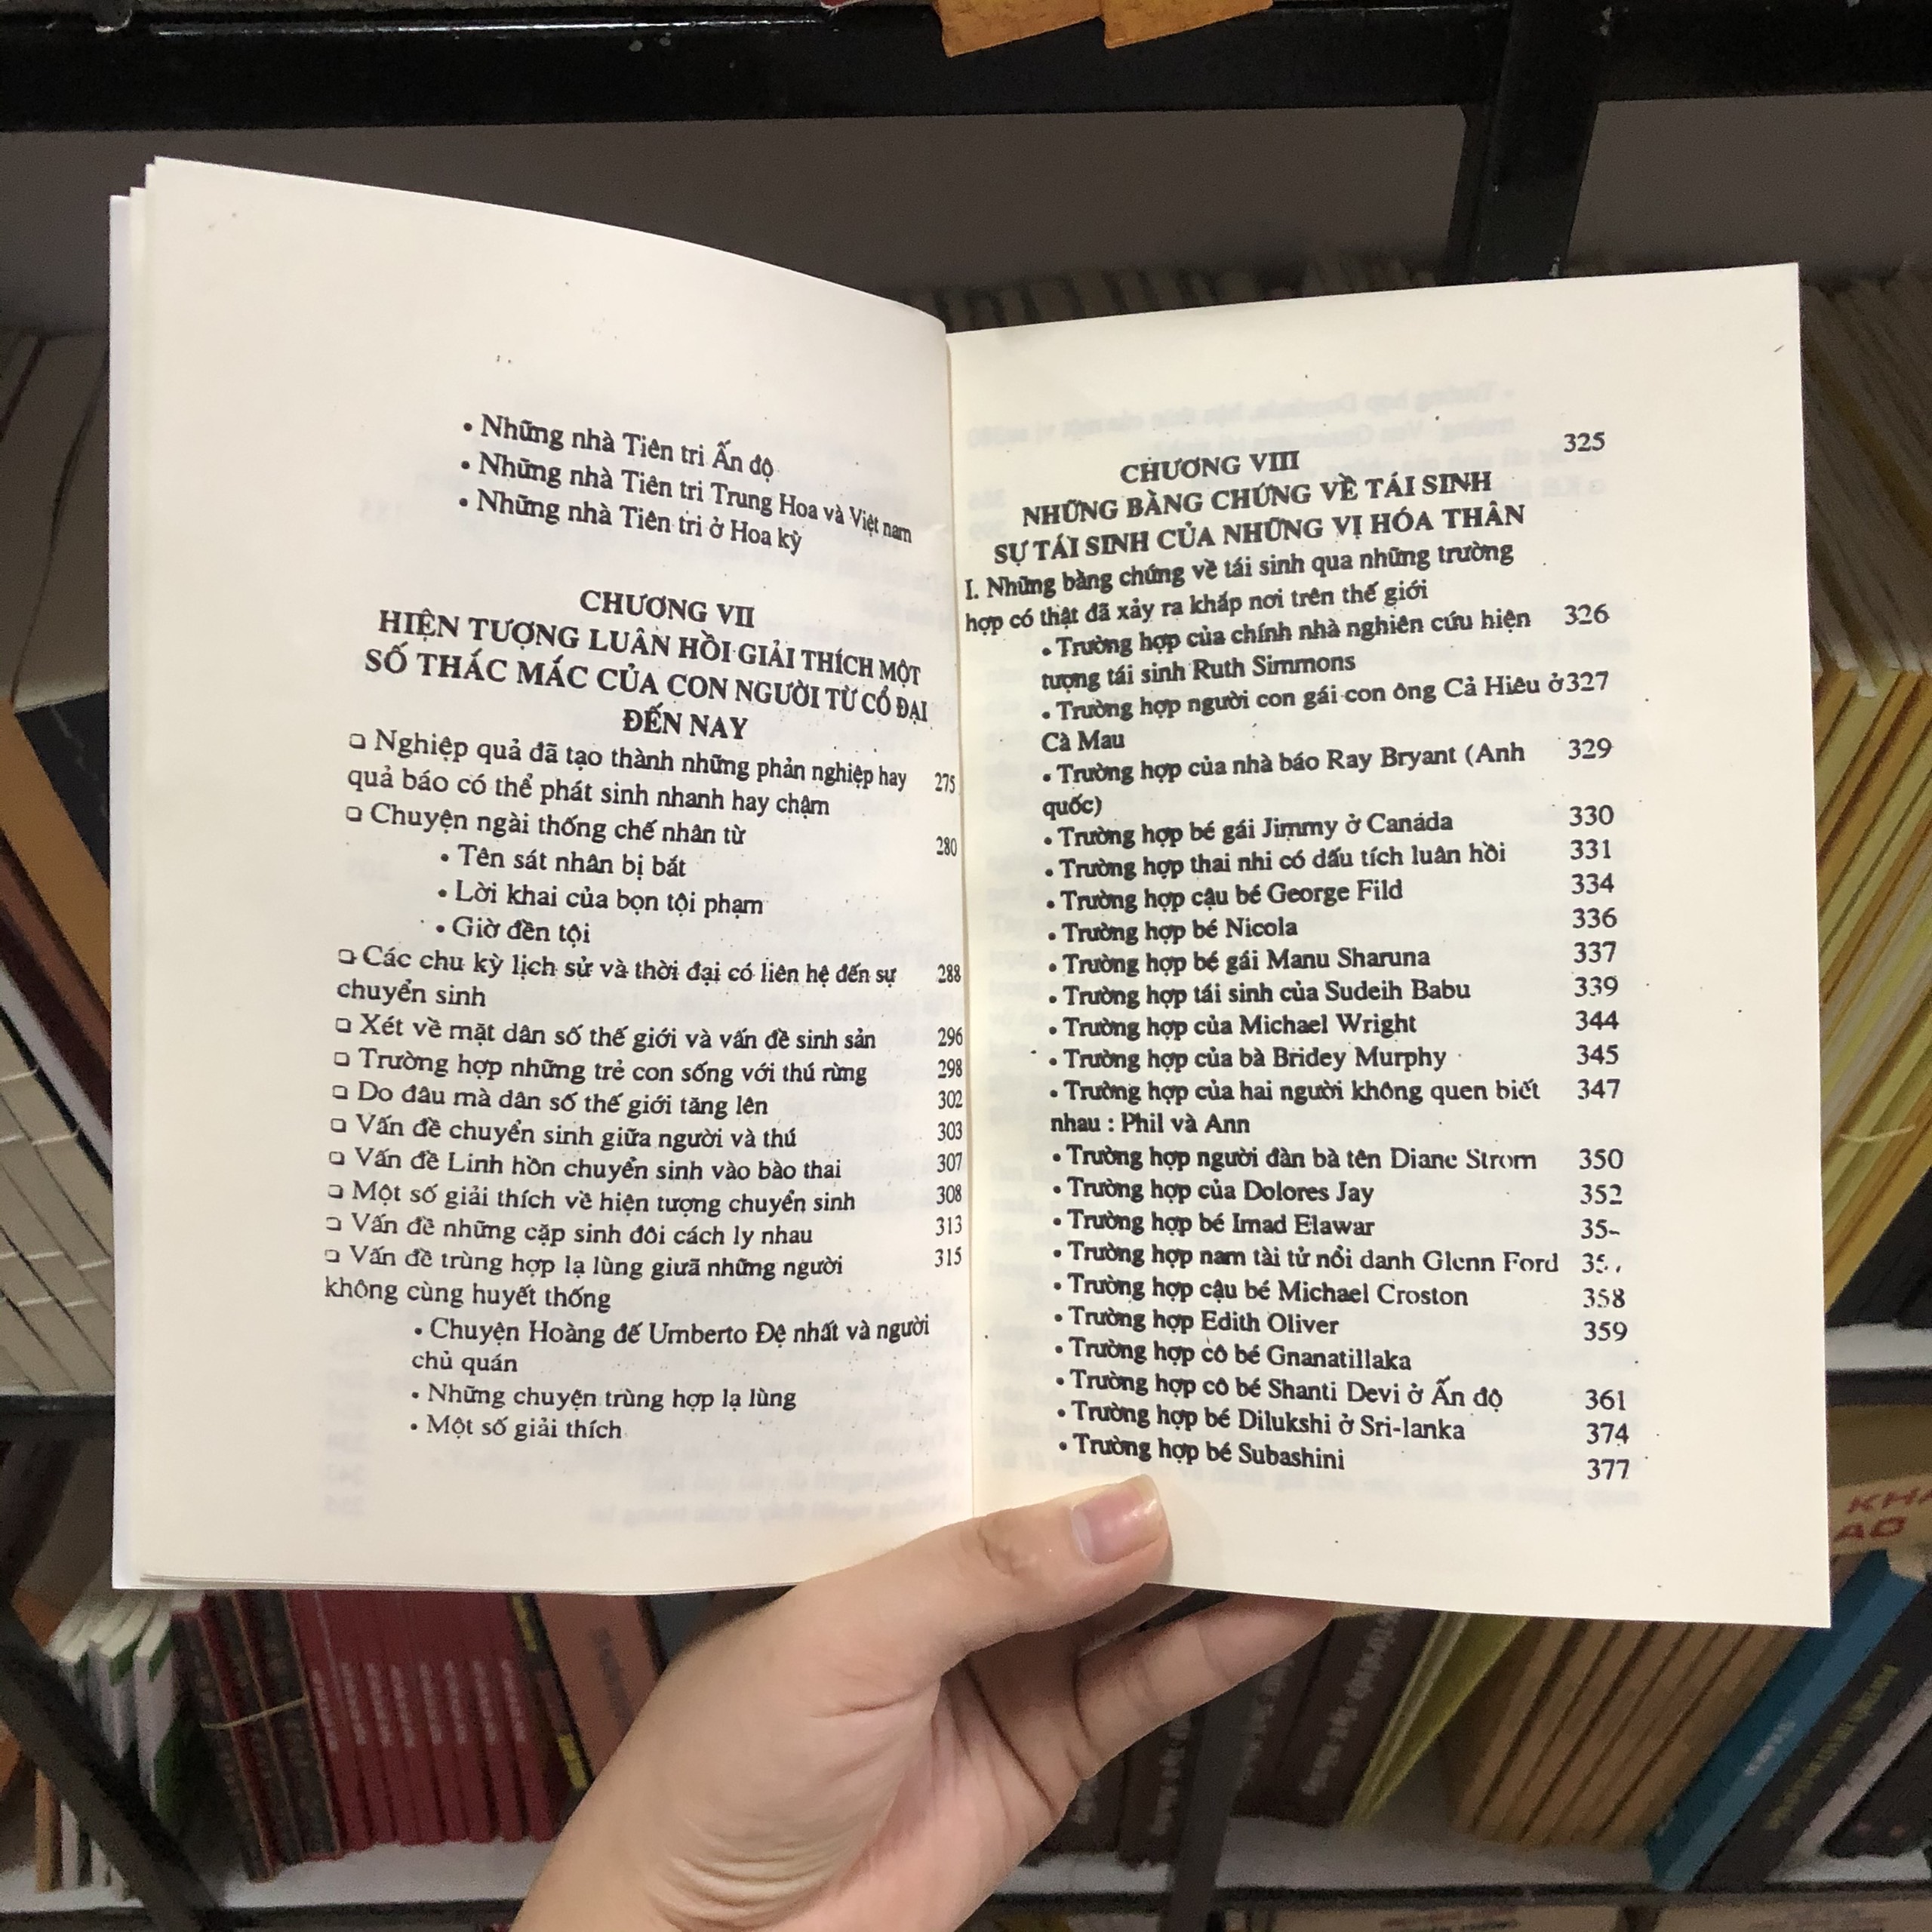 • Những nhà Tiên tri Ấn độ
• Những nhà Tiên tri Trung Hoa và Việt nam
• Những nhà Tiên tri ở Hoa kỳ
CHƯƠNG VII
HIỆN TƯỢNG LUÂN HỒI GIẢI THÍCH MỘT
SỐ THẮC MẮC CỦA CON NGƯỜI TỪ CỔ ĐẠI
ĐẾN NAY
❏ Nghiệp quả đã tạo thành những phản nghiệp hay 275
quả báo có thể phát sinh nhanh hay chậm
❏ Chuyện ngài thống chế nhân từ 280
• Tên sát nhân bị bắt
• Lời khai của bọn tội phạm
• Giờ đền tội
❏ Các chu kỳ lịch sử và thời đại có liên hệ đến sự 288
chuyển sinh
❏ Xét về mặt dân số thế giới và vấn đề sinh sản 296
❏ Trường hợp những trẻ con sống với thú rừng 298
❏ Do đâu mà dân số thế giới tăng lên 302
❏ Vấn đề chuyển sinh giữa người và thú 303
❏ Vấn đề Linh hồn chuyển sinh vào bào thai 307
❏ Một số giải thích về hiện tượng chuyển sinh 308
❏ Vấn đề những cặp sinh đôi cách ly nhau 313
❏ Vấn đề trùng hợp lạ lùng giưã những người 315
không cùng huyết thống
• Chuyện Hoàng đế Umberto Đệ nhất và người
chủ quán
• Những chuyện trùng hợp lạ lùng
• Một số giải thích
CHƯƠNG VIII 325
NHỮNG BẰNG CHỨNG VỀ TÁI SINH
SỰ TÁI SINH CỦA NHỮNG VỊ HÓA THÂN
I. Những bằng chứng về tái sinh qua những trường
hợp có thật đã xảy ra khắp nơi trên thế giới
• Trường hợp của chính nhà nghiên cứu hiện 326
tượng tái sinh Ruth Simmons
• Trường hợp người con gái con ông Cả Hiêu ở 327
Cà Mau
• Trường hợp của nhà báo Ray Bryant (Anh 329
quốc)
• Trường hợp bé gái Jimmy ở Canáda 330
• Trường hợp thai nhi có dấu tích luân hồi 331
• Trường hợp cậu bé George Fild 334
• Trường hợp bé Nicola 336
• Trường hợp bé gái Manu Sharuna 337
• Trường hợp tái sinh của Sudeih Babu 339
• Trường hợp của Michael Wright 344
• Trường hợp của bà Bridey Murphy 345
• Trường hợp của hai người không quen biết 347
nhau : Phil và Ann
• Trường hợp người đàn bà tên Diane Strom 350
• Trường hợp của Dolores Jay 352
• Trường hợp bé Imad Elawar
• Trường hợp nam tài tử nổi danh Glenn Ford
• Trường hợp cậu bé Michael Croston 358
• Trường hợp Edith Oliver 359
• Trường hợp cô bé Gnanatillaka
• Trường hợp cô bé Shanti Devi ở Ấn độ 361
• Trường hợp bé Dilukshi ở Sri-lanka 374
• Trường hợp bé Subashini 377